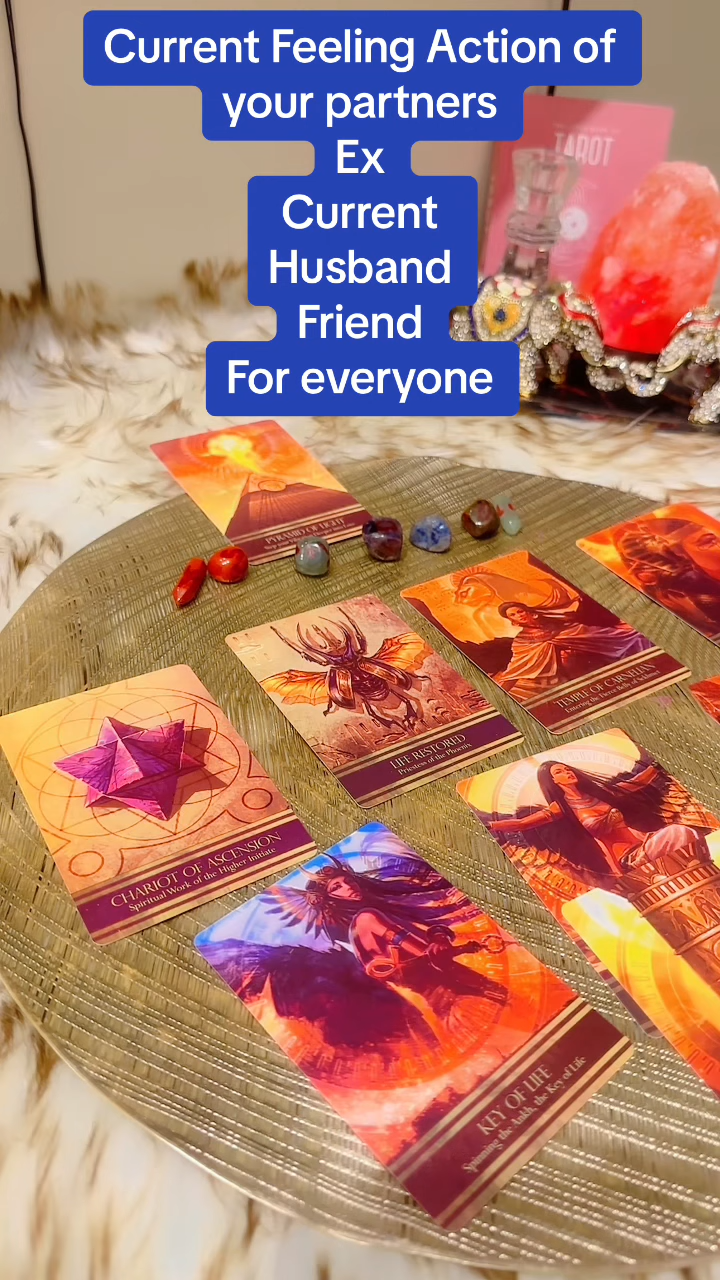 Current Feeling Action of
your partners
Ex
Current
Husband
Friend
For everyone
TAROT
PYRAMID OF LIGHT
TEMPLE OF CARNELIAN
LIFE RESTORED
Priestess of the Phoenix
CHARIOT OF ASCENSION
Spiritual Work of the Higher Initiate
KEY OF LIFE
Spinning the Ankh, the Key of Life